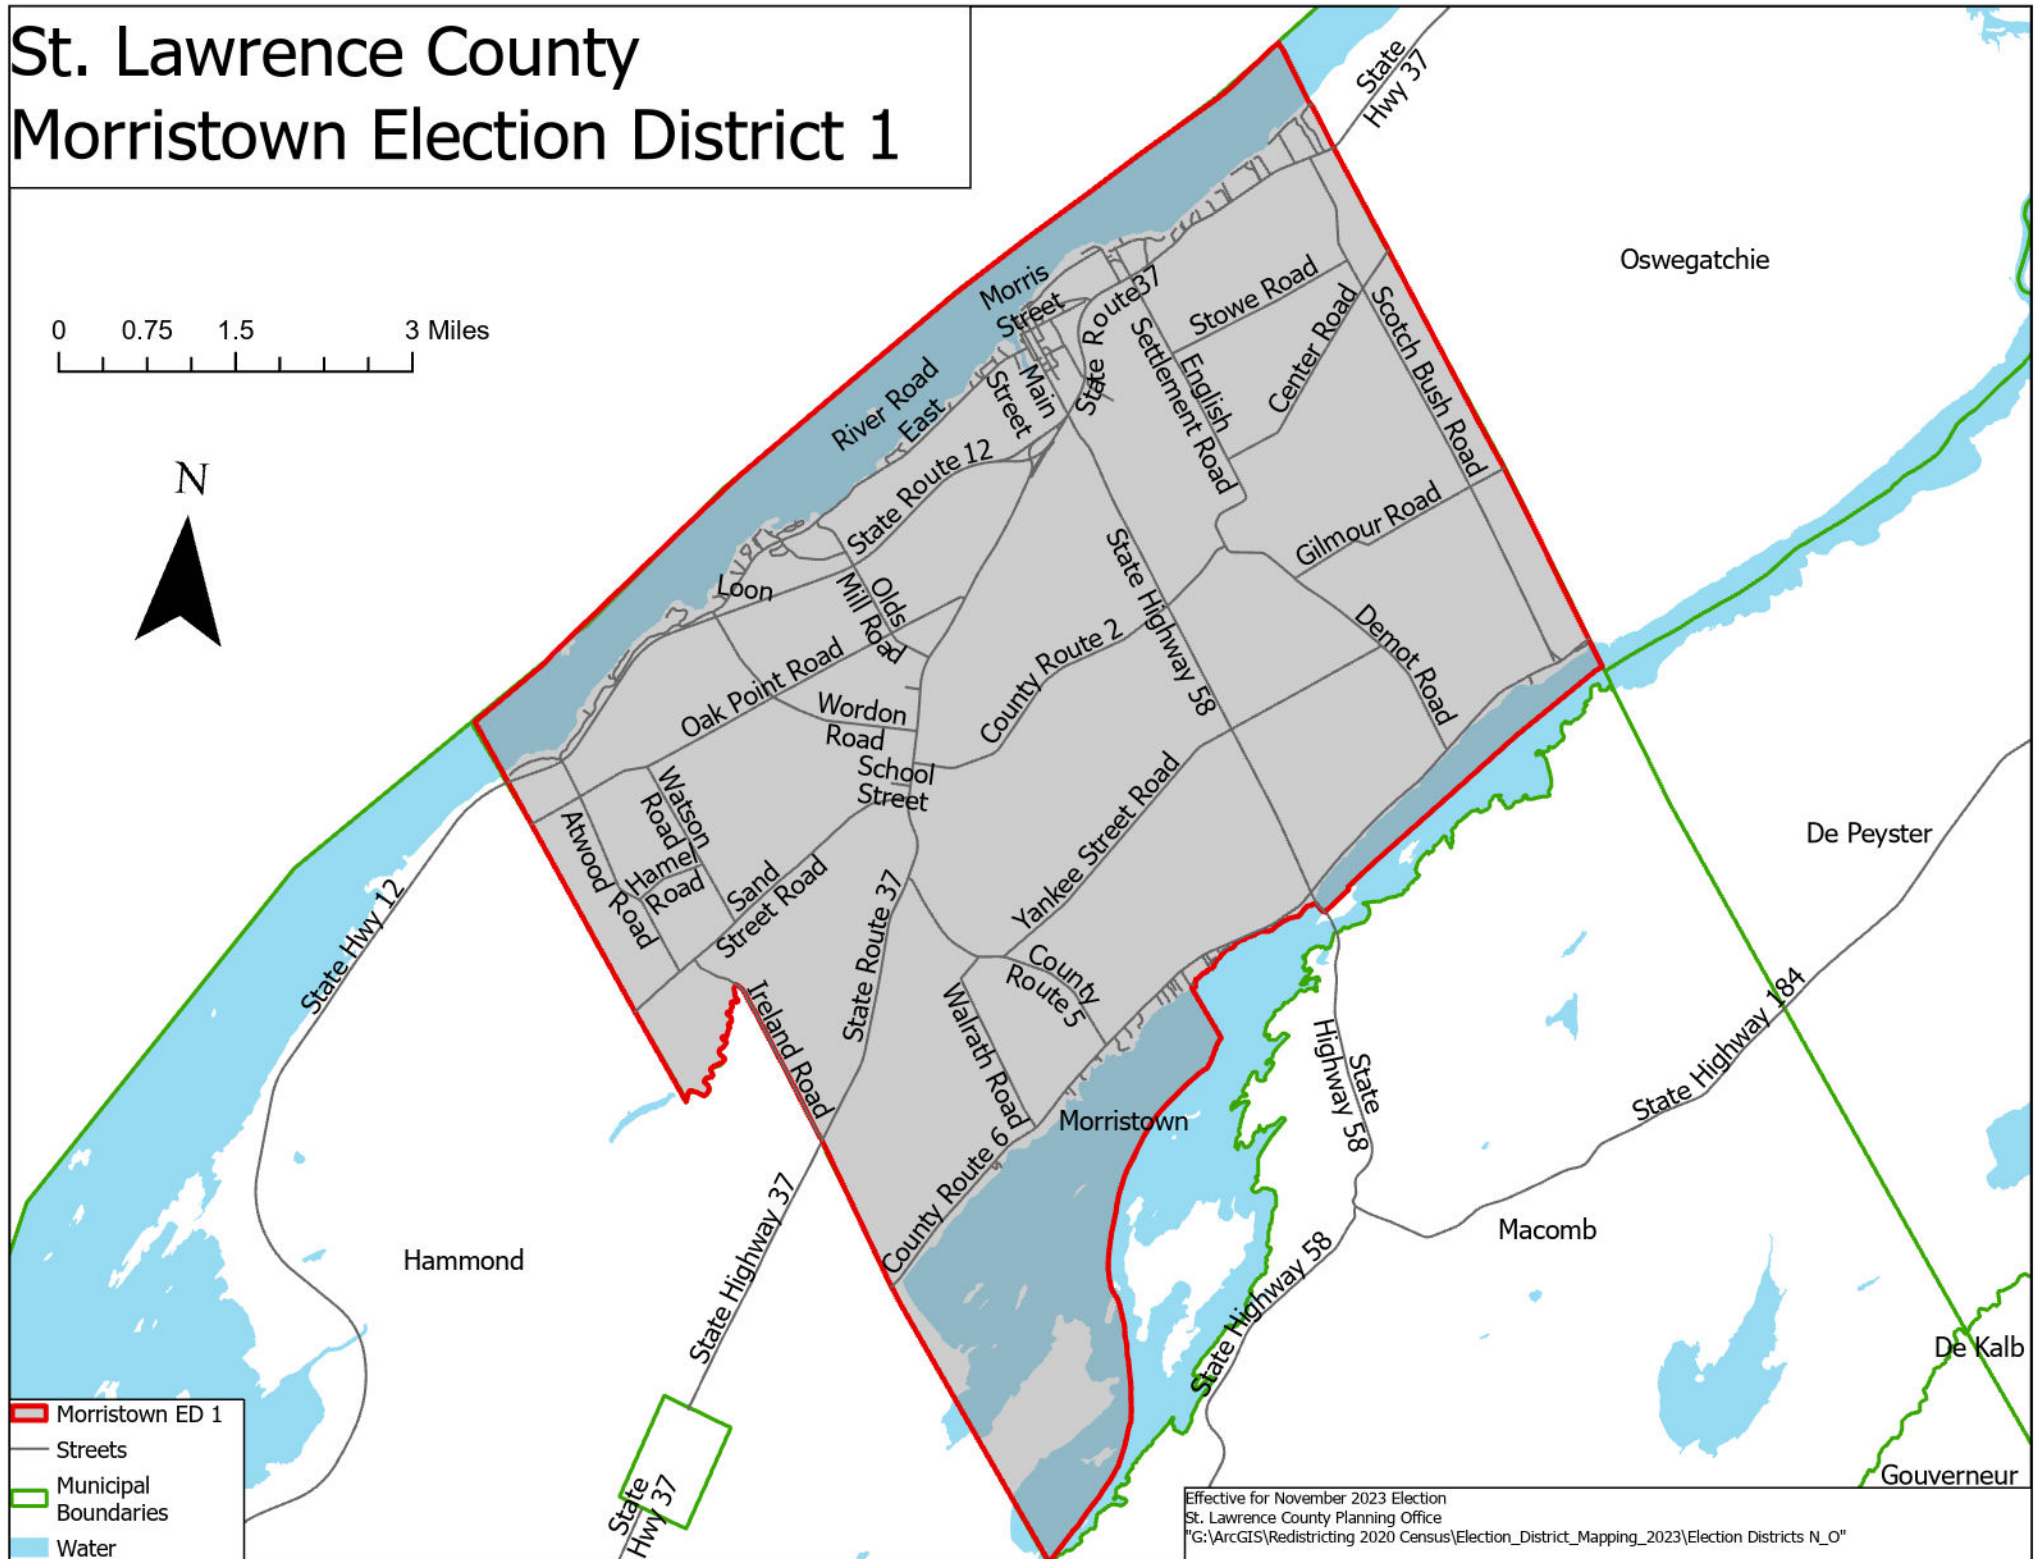 St. Lawrence County
Morristown Election District 1
State
Hwy 37
Oswegatchie
0 0.75 1.5 3 Miles
N
Morris
Street
State Route 37
Stowe Road
Center Road
Scotch Bush Road
English
Settlement Road
River Road
East
Main
Street
State Route 12
Gilmour Road
State Highway 58
Loon
Olds
Mill Road
Oak Point Road
County Route 2
Demot Road
Wordon
Road
School
Street
Watson
Road
Hamel
Road
Atwood Road
Sand
Street Road
Yankee Street Road
De Peyster
State Hwy 12
State Route 37
County
Route 5
Walrath Road
Ireland Road
State
Highway 58
State Highway 184
Morristown
County Route 6
Hammond
State Highway 37
Macomb
State Highway 58
De Kalb
Gouverneur
State
Hwy 37
Morristown ED 1
Streets
Municipal
Boundaries
Water
Effective for November 2023 Election
St. Lawrence County Planning Office
"G:\ArcGIS\Redistricting 2020 Census\Election_District_Mapping_2023\Election Districts N_O"